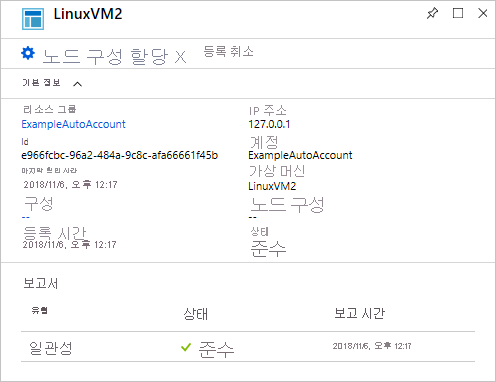 LinuxVM2
노드 구성 할당 X 등록 취소
기본 정보
리소스 그룹
ExampleAutoAccount
Id
e966fcbc-96a2-484a-9c8c-afa66661f45b
마지막 확인 시간
2018/11/6, 오후 12:17
구성
--
등록 시간
2018/11/6, 오후 12:17
IP 주소
127.0.0.1
계정
ExampleAutoAccount
가상 머신
LinuxVM2
노드 구성
--
상태
준수
보고서
유형 상태 보고 시간
일관성 준수 2018/11/6, 오후 12:17